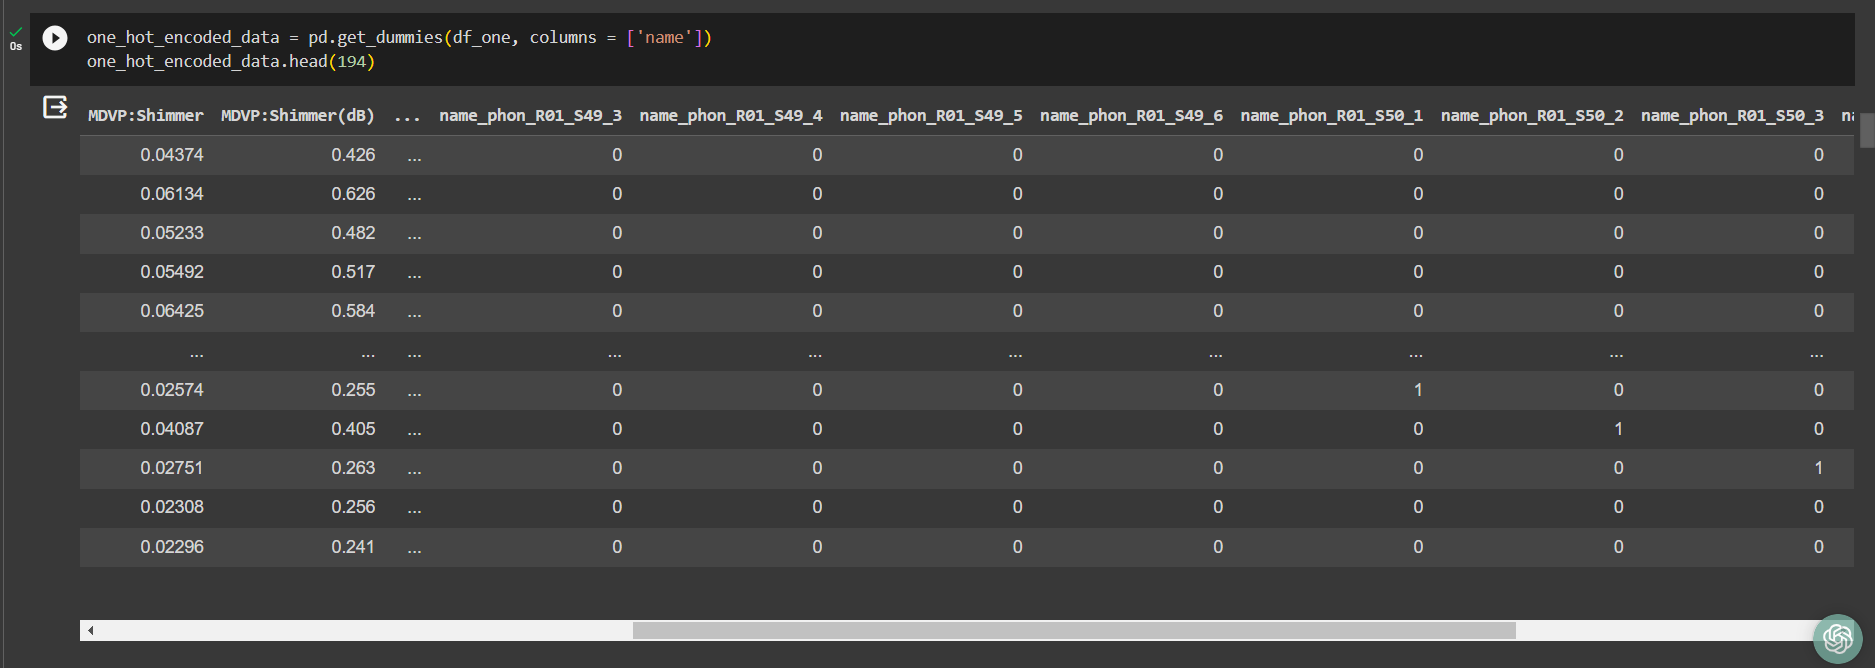 one_hot_encoded_data = pd.get_dummies(df_one, columns = ['name'])
0s
one_hot_encoded_data.head(194)
MDVP:Shimmer MDVP:Shimmer(dB) ... name_phon_R01_S49_3 name_phon_R01_S49_4 name_phon_R01_S49_5 name_phon_R01_S49_6 name_phon_R01_S50_1 name_phon_R01_S50_2 name_phon_R01_S50_3
0.04374 0.426 ... 0 0 0 0 0 0 0
0.06134 0.626 ... 0 0 0 0 0 0 0
0.05233 0.482 ... 0 0 0 0 0 0 0
0.05492 0.517 ... 0 0 0 0 0 0 0
0.06425 0.584 ... 0 0 0 0 0 0 0
... ... ... ... ... ... ... ... ... ...
0.02574 0.255 ... 0 0 0 0 1 0 0
0.04087 0.405 ... 0 0 0 0 0 1 0
0.02751 0.263 ... 0 0 0 0 0 0 1
0.02308 0.256 ... 0 0 0 0 0 0 0
0.02296 0.241 ... 0 0 0 0 0 0 0